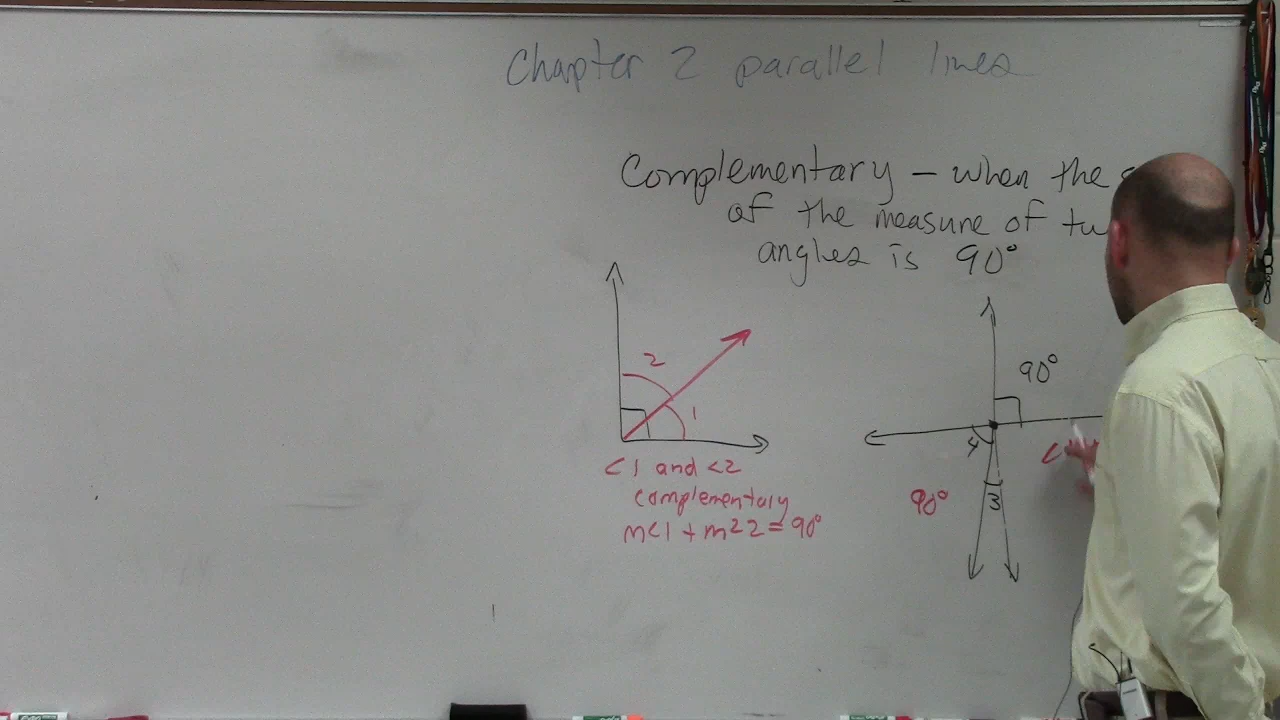 Chapter 2 parallel lines
Complementary – when the
of the measure of
angles is 90°
2
1
<1 and <2
complementary
m<1 + m<2 = 90°
90°
4
3
90°
<